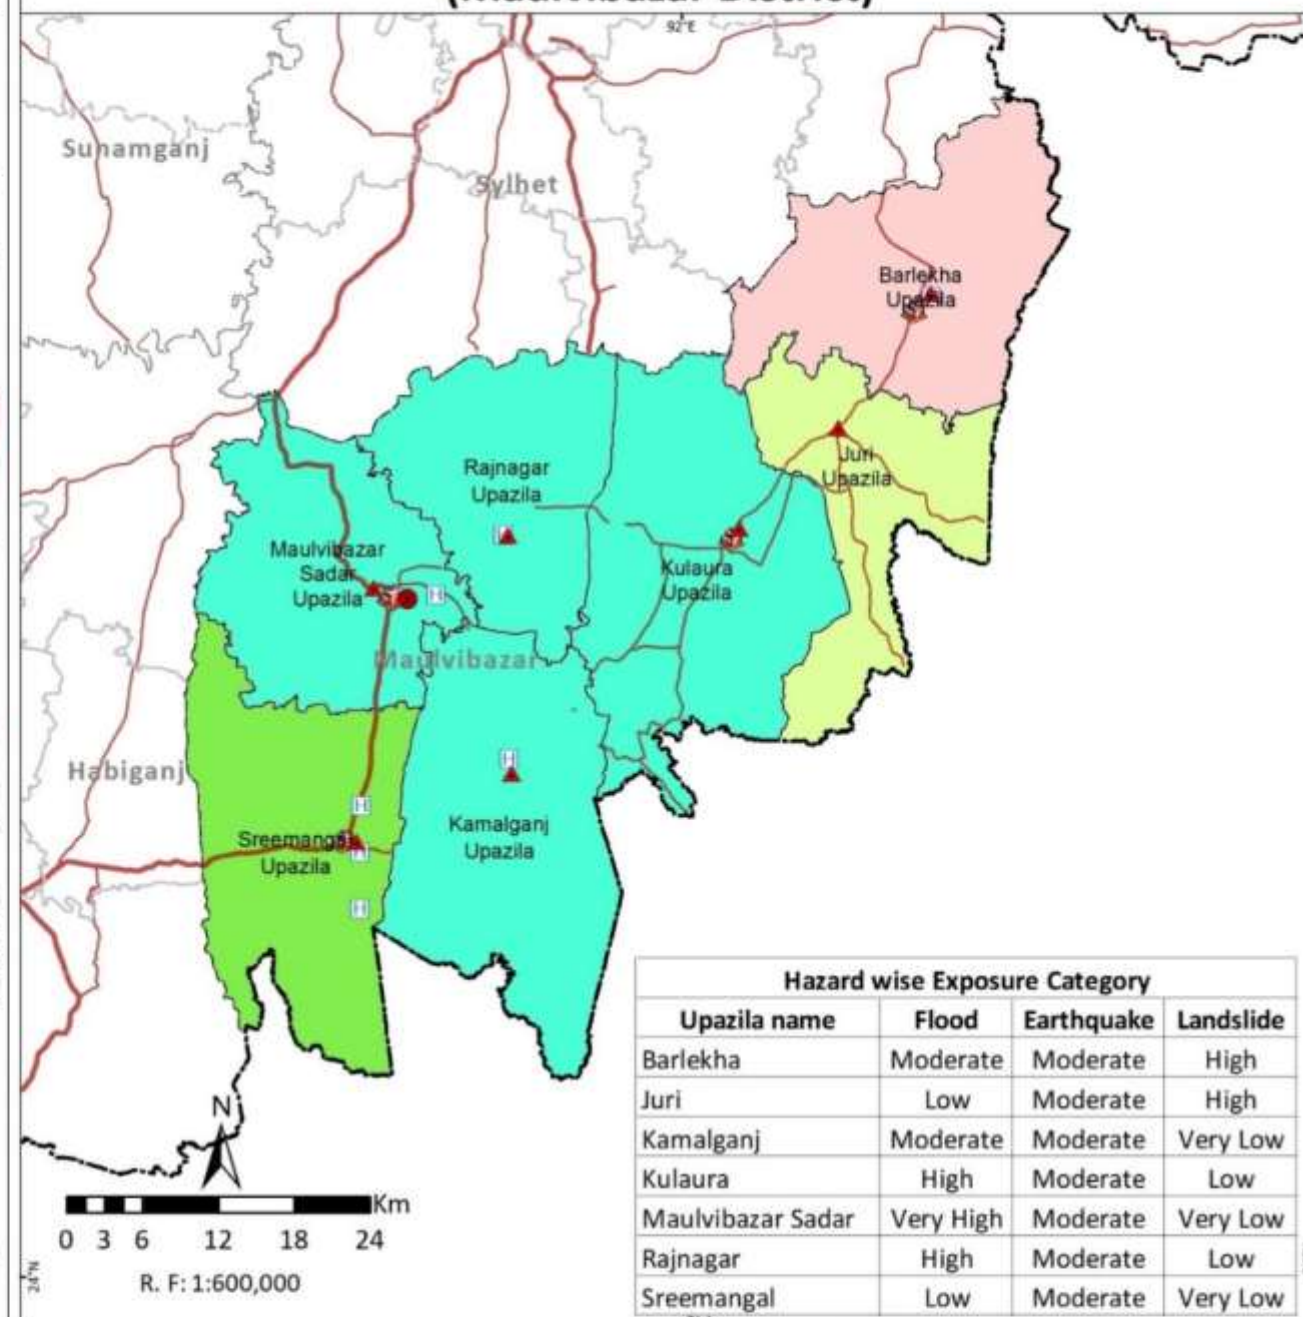 92°E
Sunamganj
Sylhet
Barlekha
Upazila
Rajnagar
Upazila
Juri
Upazila
Maulvibazar
Sadar
Upazila
Kulaura
Upazila
Maulvibazar
H
H
Habiganj
H
Kamalganj
Upazila
Sreemangal
Upazila
H
H
N
Km
0 3 6 12 18 24
R. F: 1:600,000
24°N
Hazard wise Exposure Category
Upazila name Flood Earthquake Landslide
Barlekha Moderate Moderate High
Juri Low Moderate High
Kamalganj Moderate Moderate Very Low
Kulaura High Moderate Low
Maulvibazar Sadar Very High Moderate Very Low
Rajnagar High Moderate Low
Sreemangal Low Moderate Very Low